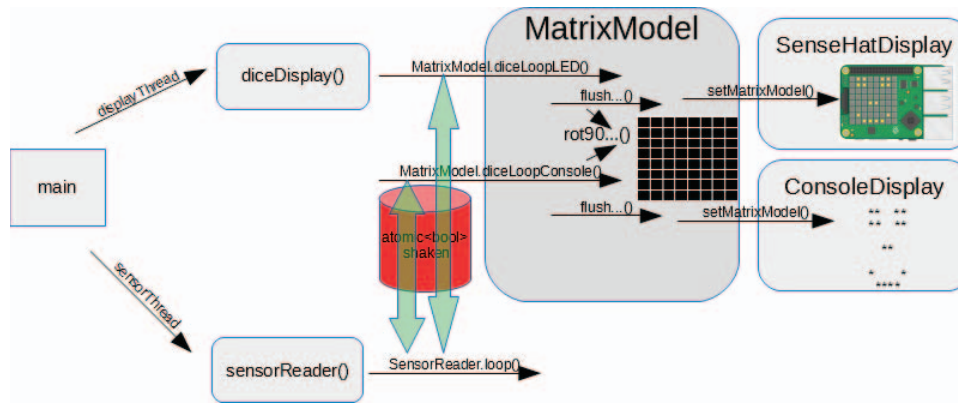 MatrixModel
SenseHatDisplay
diceDisplay()
MatrixModel.diceLoopLED()
displayThread
flush...()
setMatrixModel()
rot90...()
main
MatrixModel.diceLoopConsole()
ConsoleDisplay
flush...()
setMatrixModel()
atomic<bool>
shaken
** **
** **
**
* *
****
sensorThread
sensorReader()
SensorReader.loop()